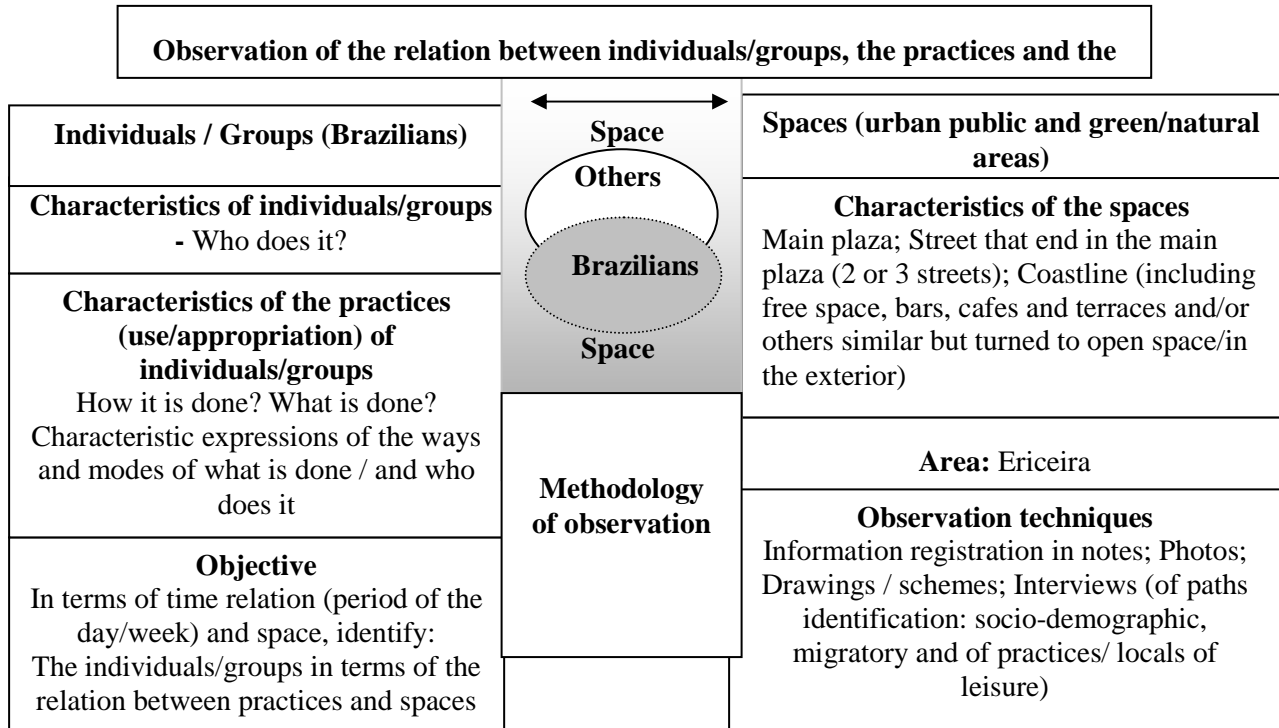 Observation of the relation between individuals/groups, the practices and the
Individuals / Groups (Brazilians)
Characteristics of individuals/groups
- Who does it?
Characteristics of the practices
(use/appropriation) of
individuals/groups
How it is done? What is done?
Characteristic expressions of the ways
and modes of what is done / and who
does it
Objective
In terms of time relation (period of the
day/week) and space, identify:
The individuals/groups in terms of the
relation between practices and spaces
Space
Others
Brazilians
Space
Methodology
of observation
Spaces (urban public and green/natural
areas)
Characteristics of the spaces
Main plaza; Street that end in the main
plaza (2 or 3 streets); Coastline (including
free space, bars, cafes and terraces and/or
others similar but turned to open space/in
the exterior)
Area: Ericeira
Observation techniques
Information registration in notes; Photos;
Drawings / schemes; Interviews (of paths
identification: socio-demographic,
migratory and of practices/ locals of
leisure)